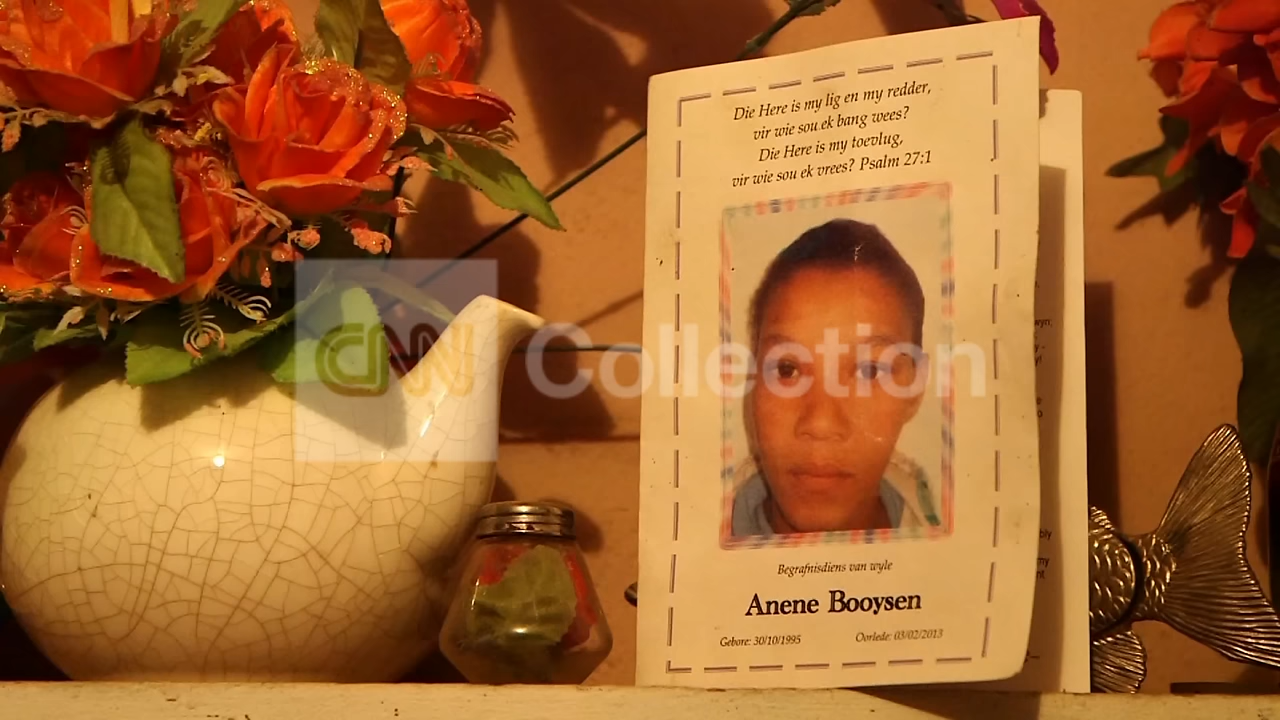 Die Here is my lig en my redder,
vir wie sou ek bang wees?
Die Here is my toevlug,
vir wie sou ek vrees? Psalm 27:1
CNN Collection
Begrafnisdiens van wyle
Anene Booysen
Gebore: 30/10/1995 Oorlede: 03/02/2013